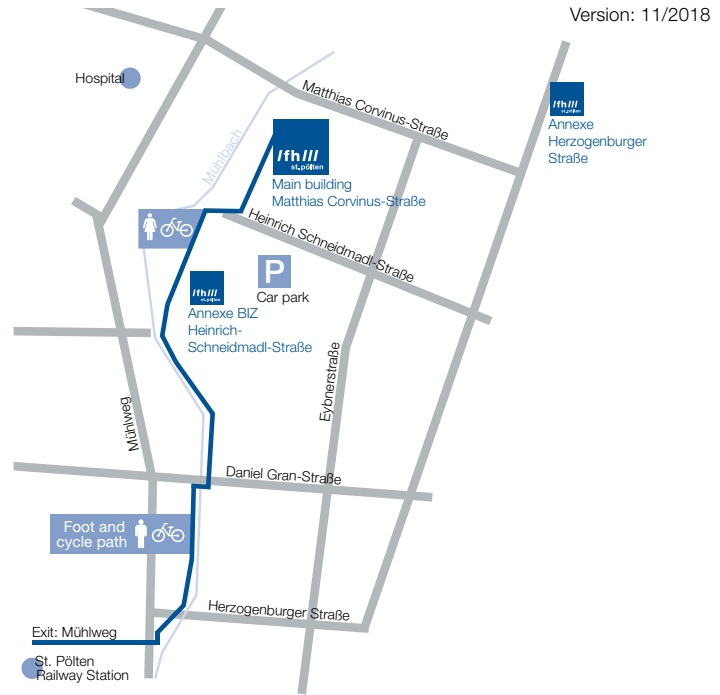 Version: 11/2018
Hospital
Matthias Corvinus-Straße
/fh///
st.pölten
Annexe
Herzogenburger
Straße
Mühlbach
/fh///
st.pölten
Main building
Matthias Corvinus-Straße
Heinrich Schneidmadl-Straße
P
Car park
/fh///
st.pölten
Annexe BIZ
Heinrich-
Schneidmadl-Straße
Eybnerstraße
Mühlweg
Daniel Gran-Straße
Foot and
cycle path
Herzogenburger Straße
Exit: Mühlweg
St. Pölten
Railway Station